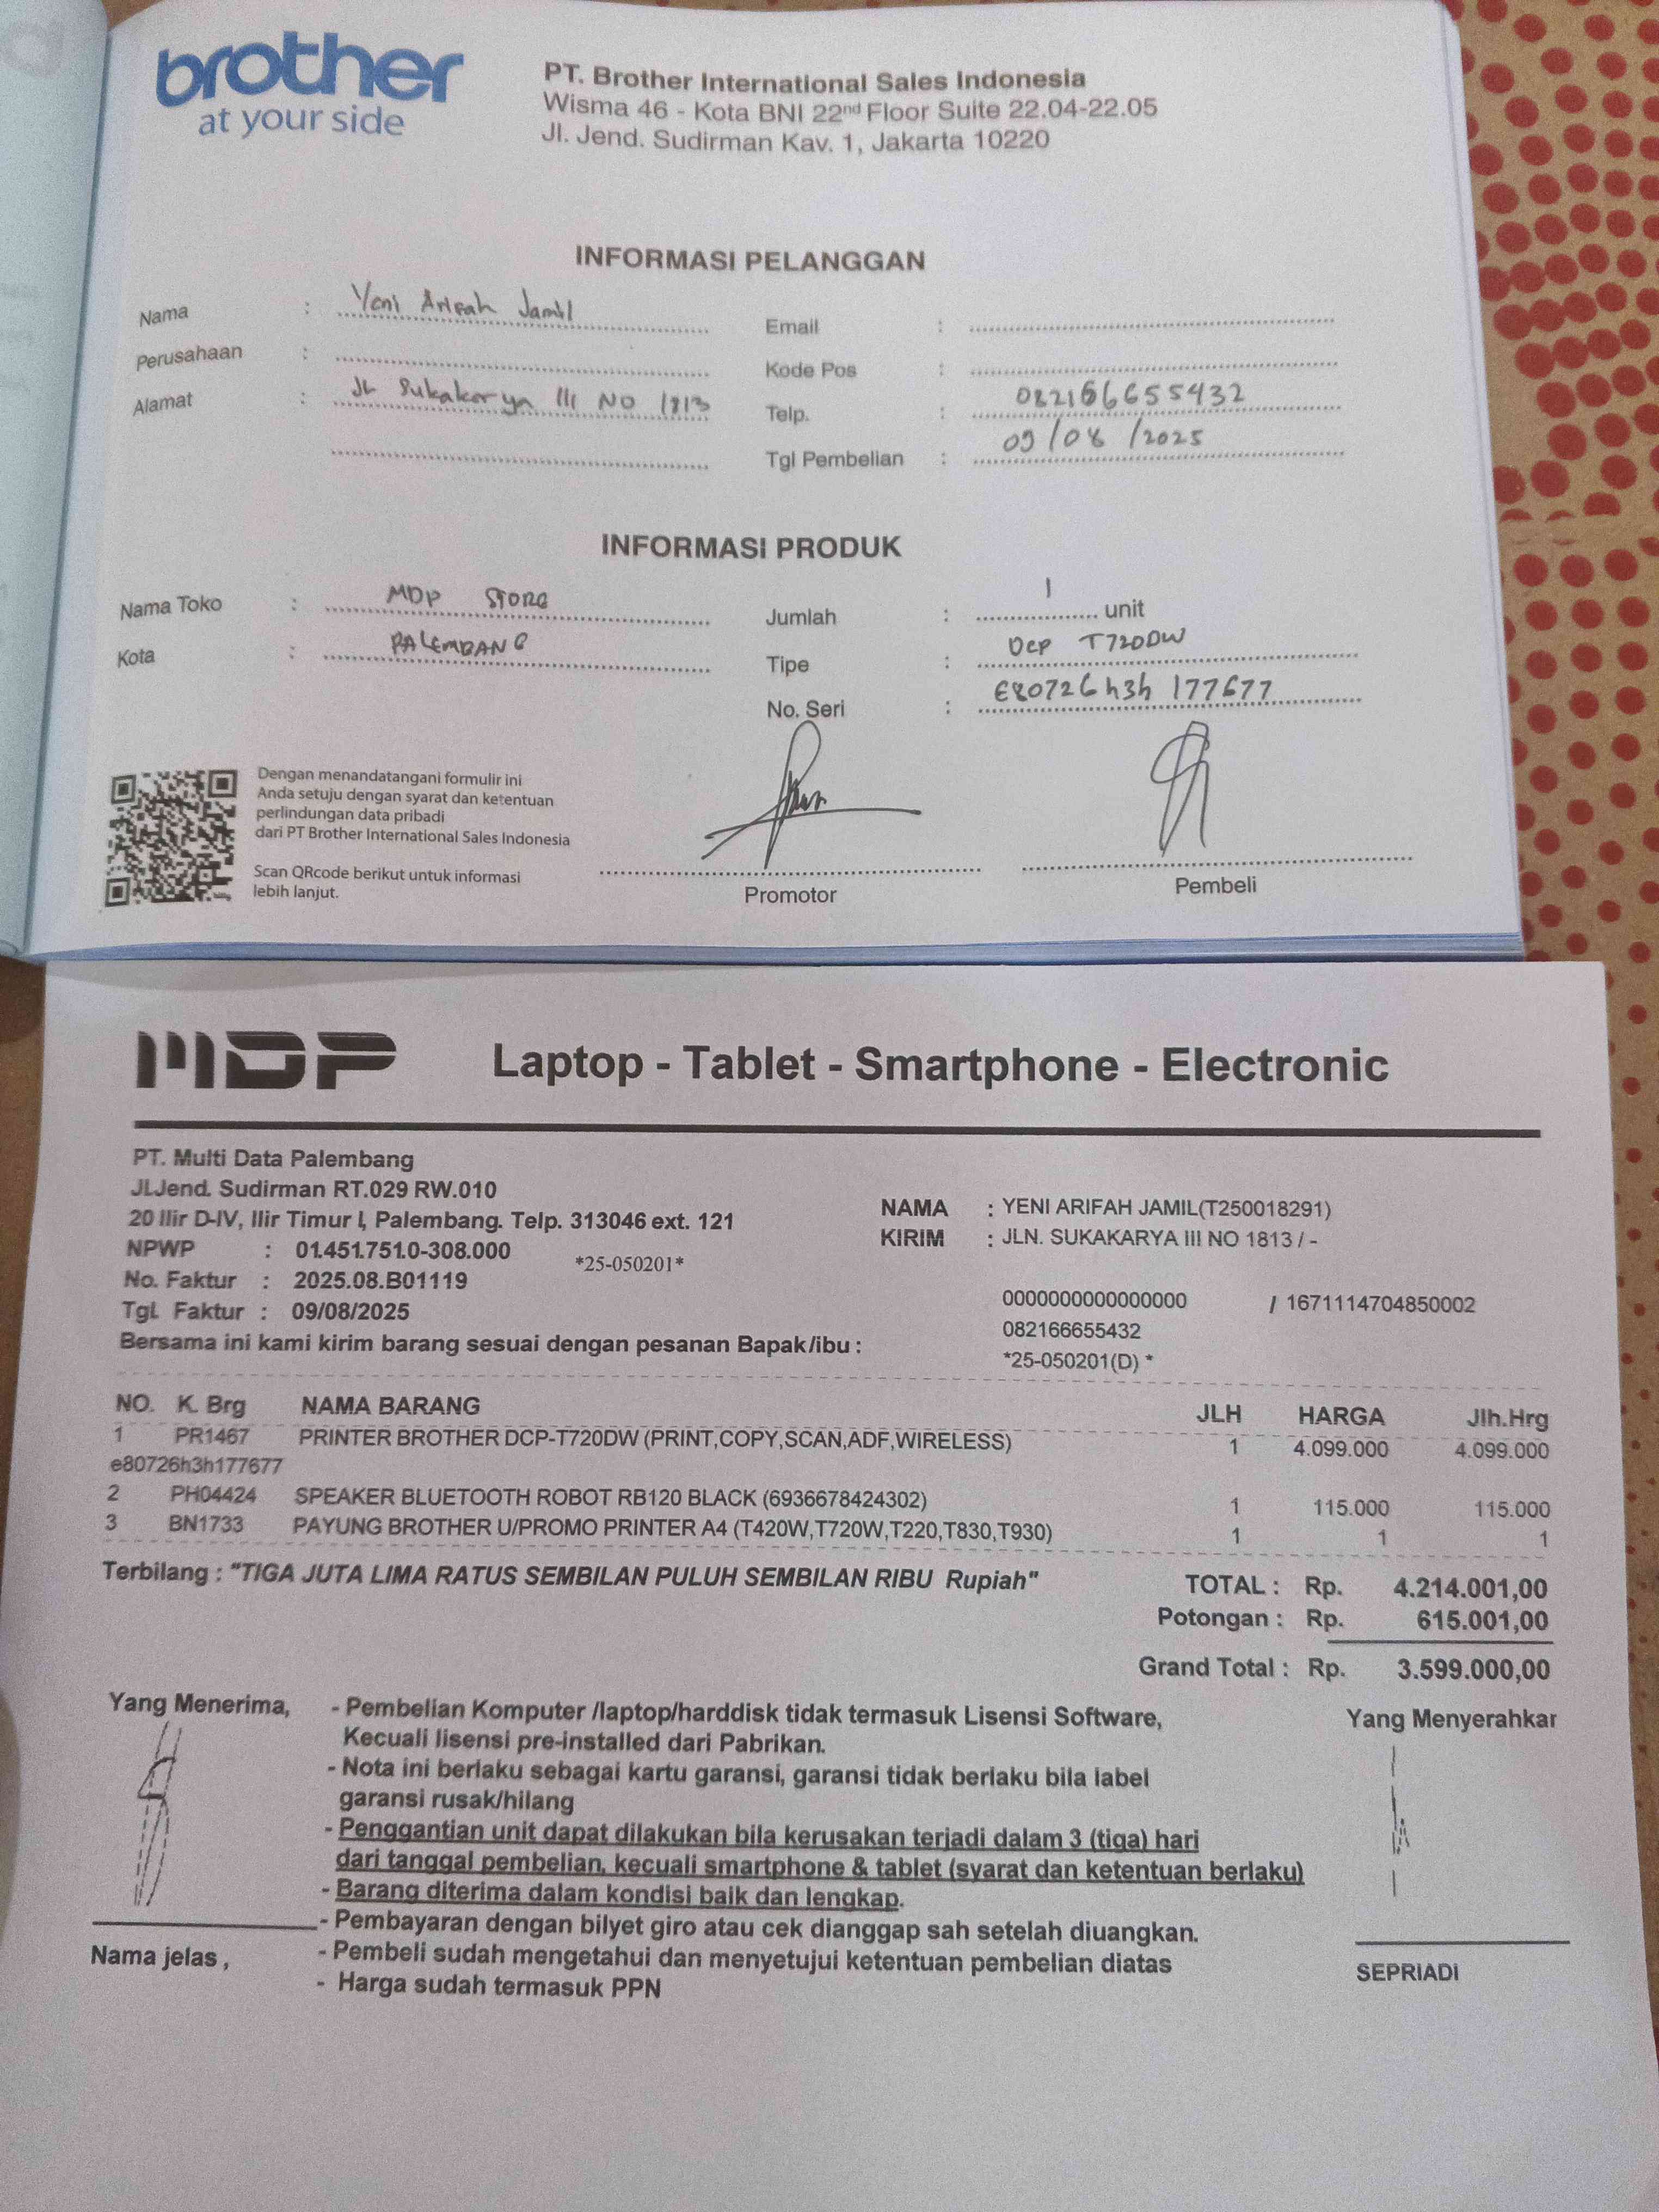 brother
at your side
PT. Brother International Sales Indonesia
Wisma 46 - Kota BNI 22nd Floor Suite 22.04-22.05
Jl. Jend. Sudirman Kav. 1, Jakarta 10220
INFORMASI PELANGGAN
Nama : Yeni Arifah Jamil
Perusahaan :
Alamat : JL Sukakarya III NO 1813
Email :
Kode Pos :
Telp. : 082166655432
Tgl Pembelian : 09/08/2025
INFORMASI PRODUK
Nama Toko : MDP STORE
Kota : PALEMBANG
Jumlah : 1 unit
Tipe : DCP T720DW
No. Seri : E80726h3h177677
Dengan menandatangani formulir ini
Anda setuju dengan syarat dan ketentuan
perlindungan data pribadi
dari PT Brother International Sales Indonesia
Scan QRcode berikut untuk informasi
lebih lanjut.
Promotor
Pembeli
MDP Laptop - Tablet - Smartphone - Electronic
PT. Multi Data Palembang
Jl.Jend. Sudirman RT.029 RW.010
20 Ilir D-IV, Ilir Timur I, Palembang. Telp. 313046 ext. 121
NPWP : 01.451.751.0-308.000
*25-050201*
No. Faktur : 2025.08.B01119
Tgl. Faktur : 09/08/2025
Bersama ini kami kirim barang sesuai dengan pesanan Bapak/ibu :
NAMA : YENI ARIFAH JAMIL(T250018291)
KIRIM : JLN. SUKAKARYA III NO 1813 / -
0000000000000000 / 1671114704850002
082166655432
*25-050201(D) *
NO. K. Brg NAMA BARANG JLH HARGA Jlh.Hrg
1 PR1467 PRINTER BROTHER DCP-T720DW (PRINT,COPY,SCAN,ADF,WIRELESS) 1 4.099.000 4.099.000
e80726h3h177677
2 PH04424 SPEAKER BLUETOOTH ROBOT RB120 BLACK (6936678424302) 1 115.000 115.000
3 BN1733 PAYUNG BROTHER U/PROMO PRINTER A4 (T420W,T720W,T220,T830,T930) 1 1 1
Terbilang : "TIGA JUTA LIMA RATUS SEMBILAN PULUH SEMBILAN RIBU Rupiah"
TOTAL : Rp. 4.214.001,00
Potongan : Rp. 615.001,00
Grand Total : Rp. 3.599.000,00
Yang Menerima,
- Pembelian Komputer /laptop/harddisk tidak termasuk Lisensi Software,
Kecuali lisensi pre-installed dari Pabrikan.
- Nota ini berlaku sebagai kartu garansi, garansi tidak berlaku bila label
garansi rusak/hilang
- Penggantian unit dapat dilakukan bila kerusakan terjadi dalam 3 (tiga) hari
dari tanggal pembelian, kecuali smartphone & tablet (syarat dan ketentuan berlaku)
- Barang diterima dalam kondisi baik dan lengkap.
- Pembayaran dengan bilyet giro atau cek dianggap sah setelah diuangkan.
- Pembeli sudah mengetahui dan menyetujui ketentuan pembelian diatas
- Harga sudah termasuk PPN
Nama jelas ,
Yang Menyerahkar
SEPRIADI